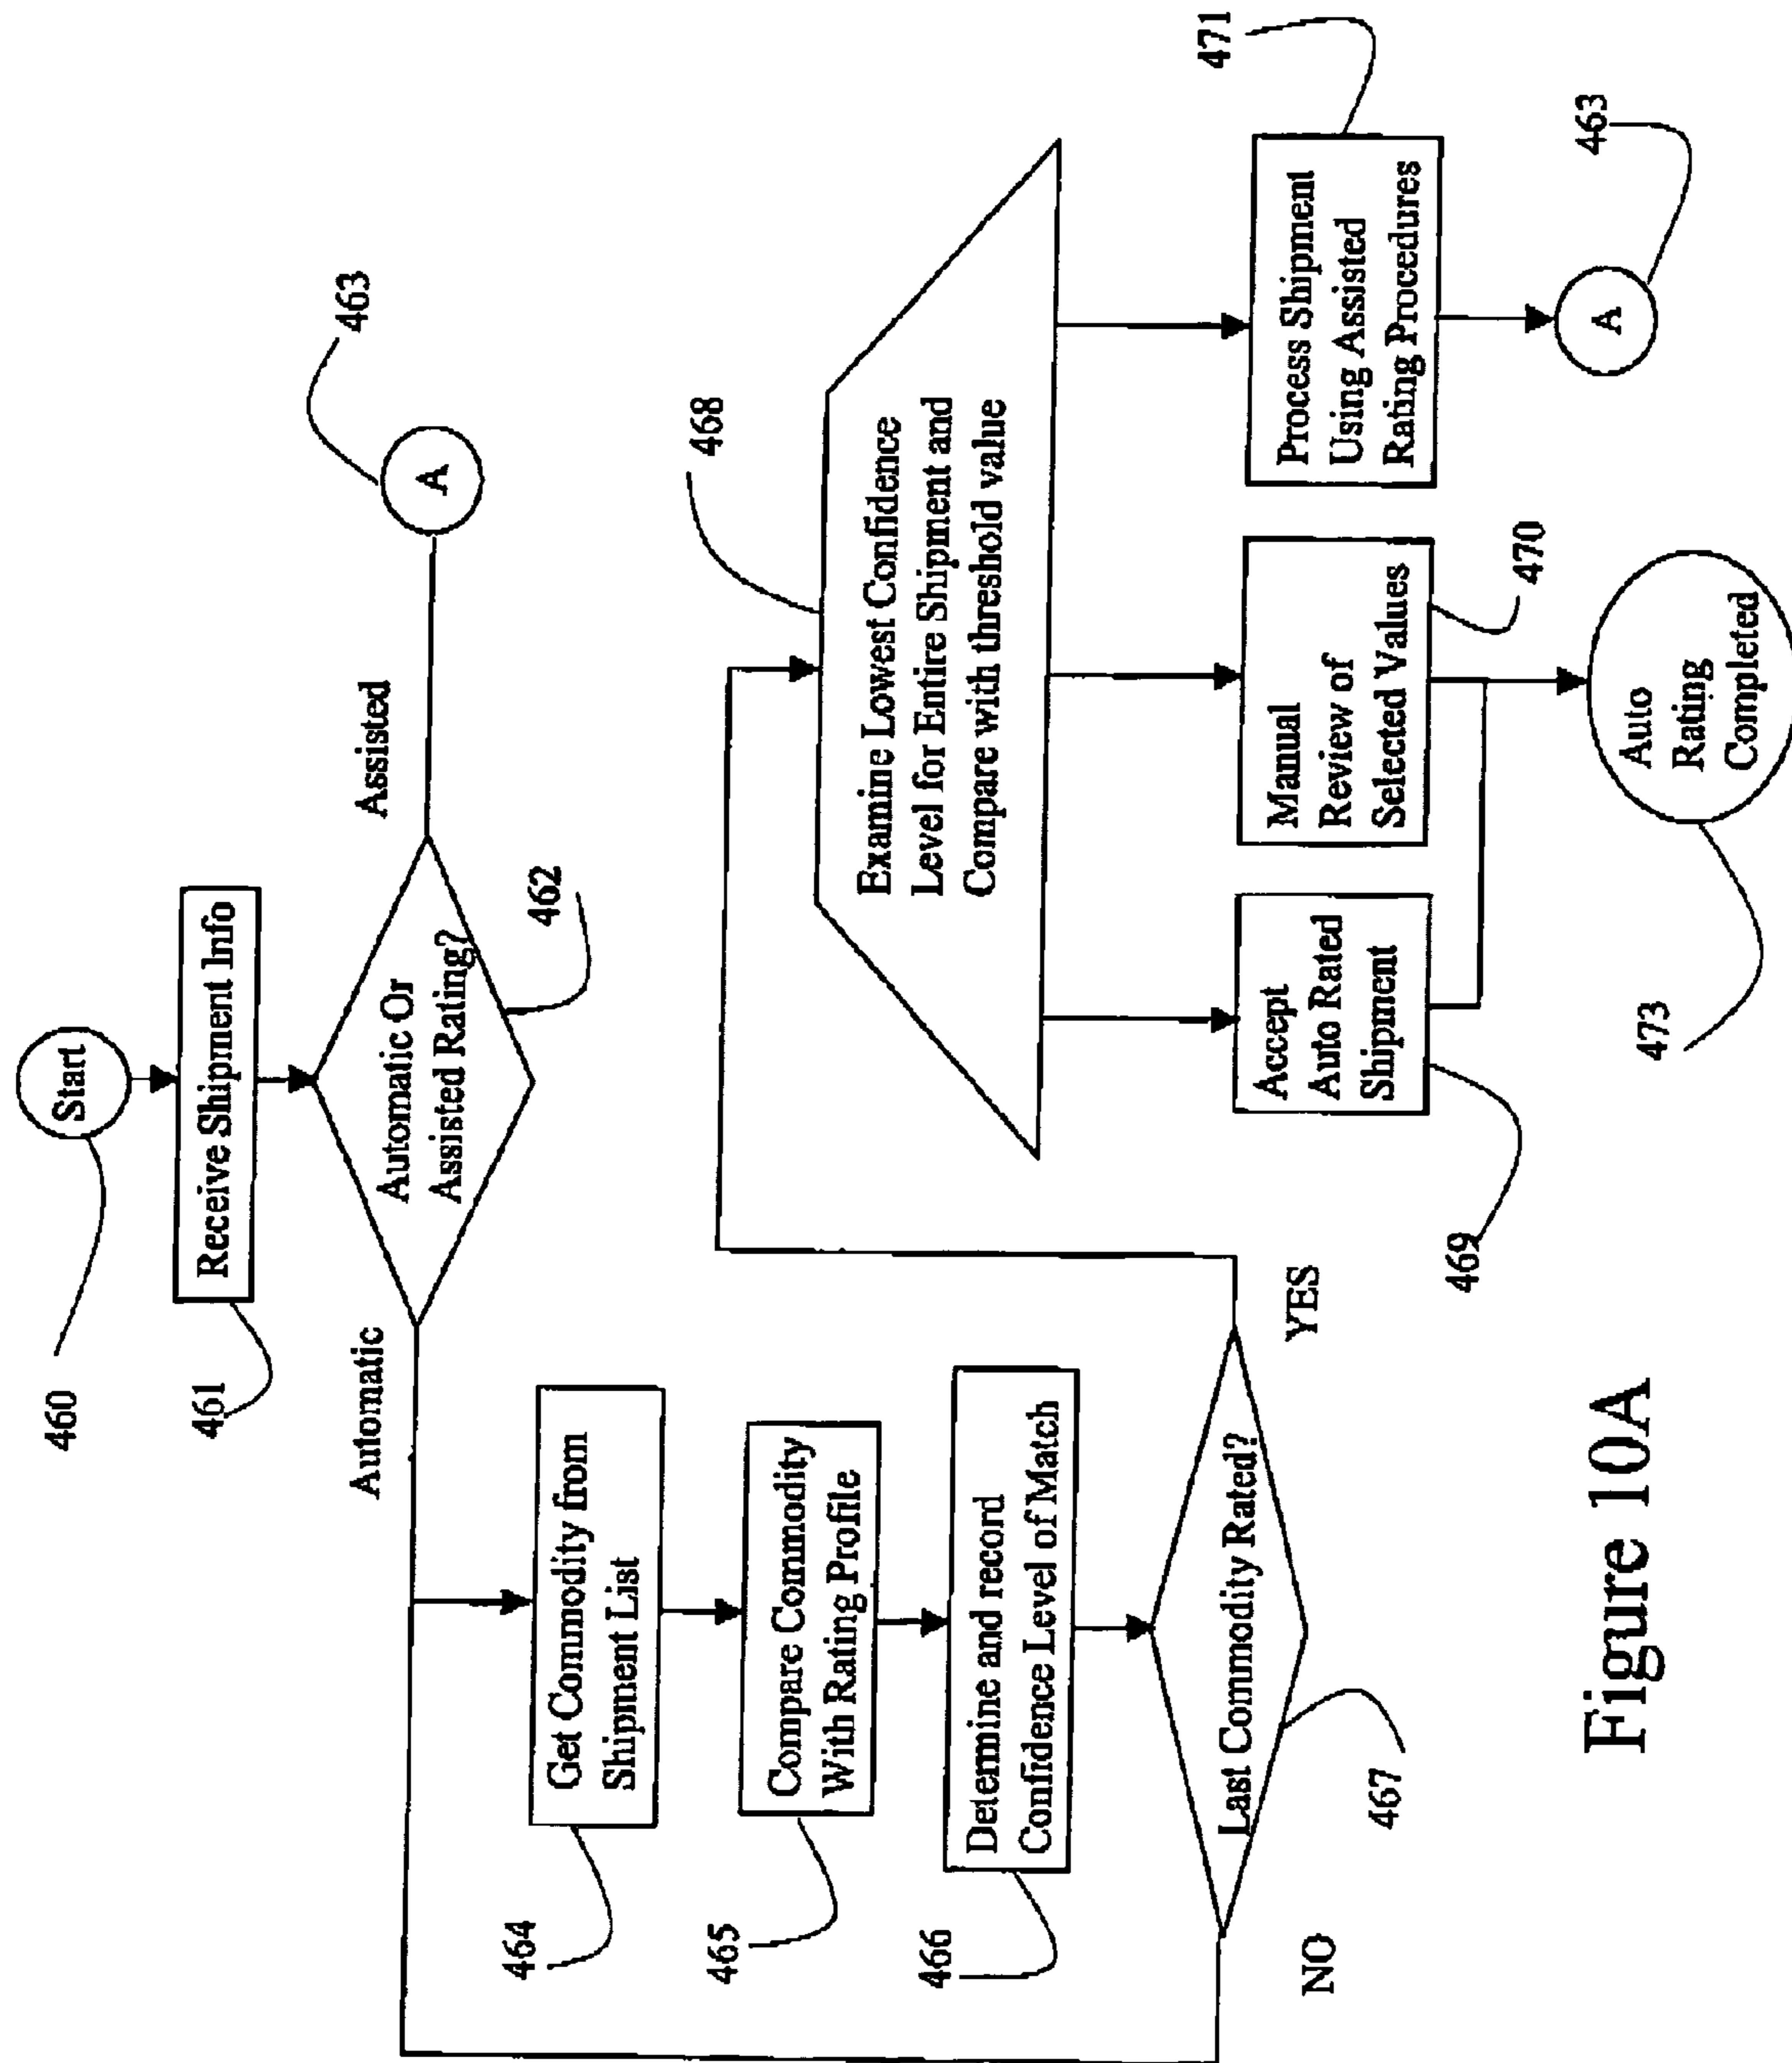 460
Start
461
Receive Shipment Info
Automatic Or
Assisted Rating?
462
Automatic
Assisted
463
A
464
Get Commodity from
Shipment List
465
Compare Commodity
With Rating Profile
466
Determine and record
Confidence Level of Match
Last Commodity Rated?
467
NO
YES
468
Examine Lowest Confidence
Level for Entire Shipment and
Compare with threshold value
Accept
Auto Rated
Shipment
469
Manual
Review of
Selected Values
470
Process Shipment
Using Assisted
Rating Procedures
471
473
Auto
Rating
Completed
A
463
Figure 10A